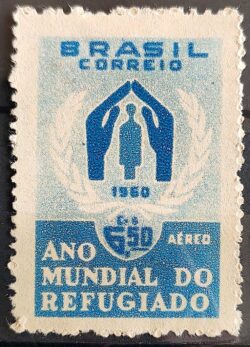 BRASIL
CORREIO
1960
Cr$
6,50
AÉREO
ANO
MUNDIAL DO
REFUGIADO